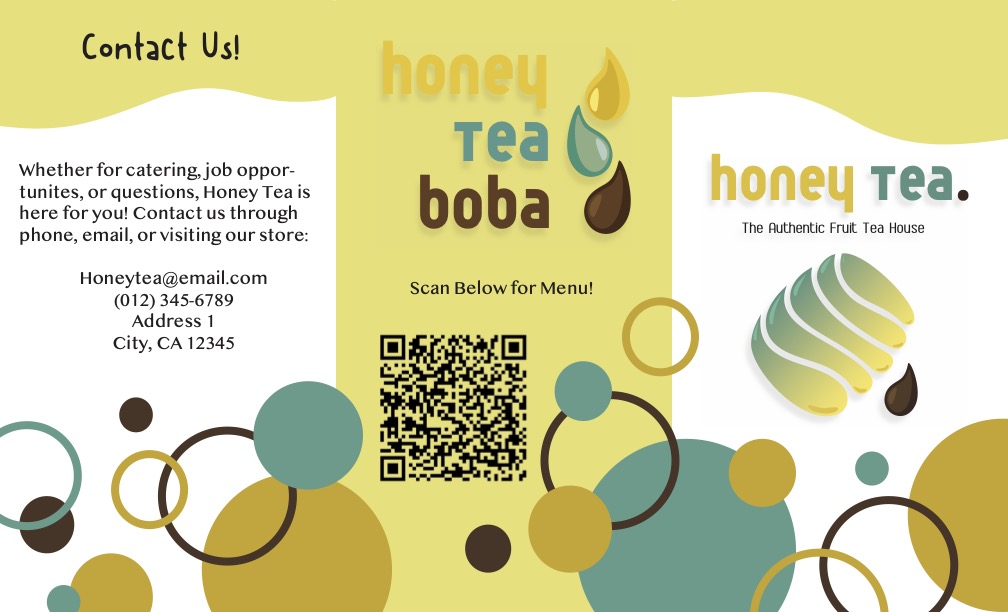 Contact Us!
Whether for catering, job oppor-
tunites, or questions, Honey Tea is
here for you! Contact us through
phone, email, or visiting our store:
Honeytea@email.com
(012) 345-6789
Address 1
City, CA 12345
honey
Tea
boba
Scan Below for Menu!
honey Tea.
The Authentic Fruit Tea House